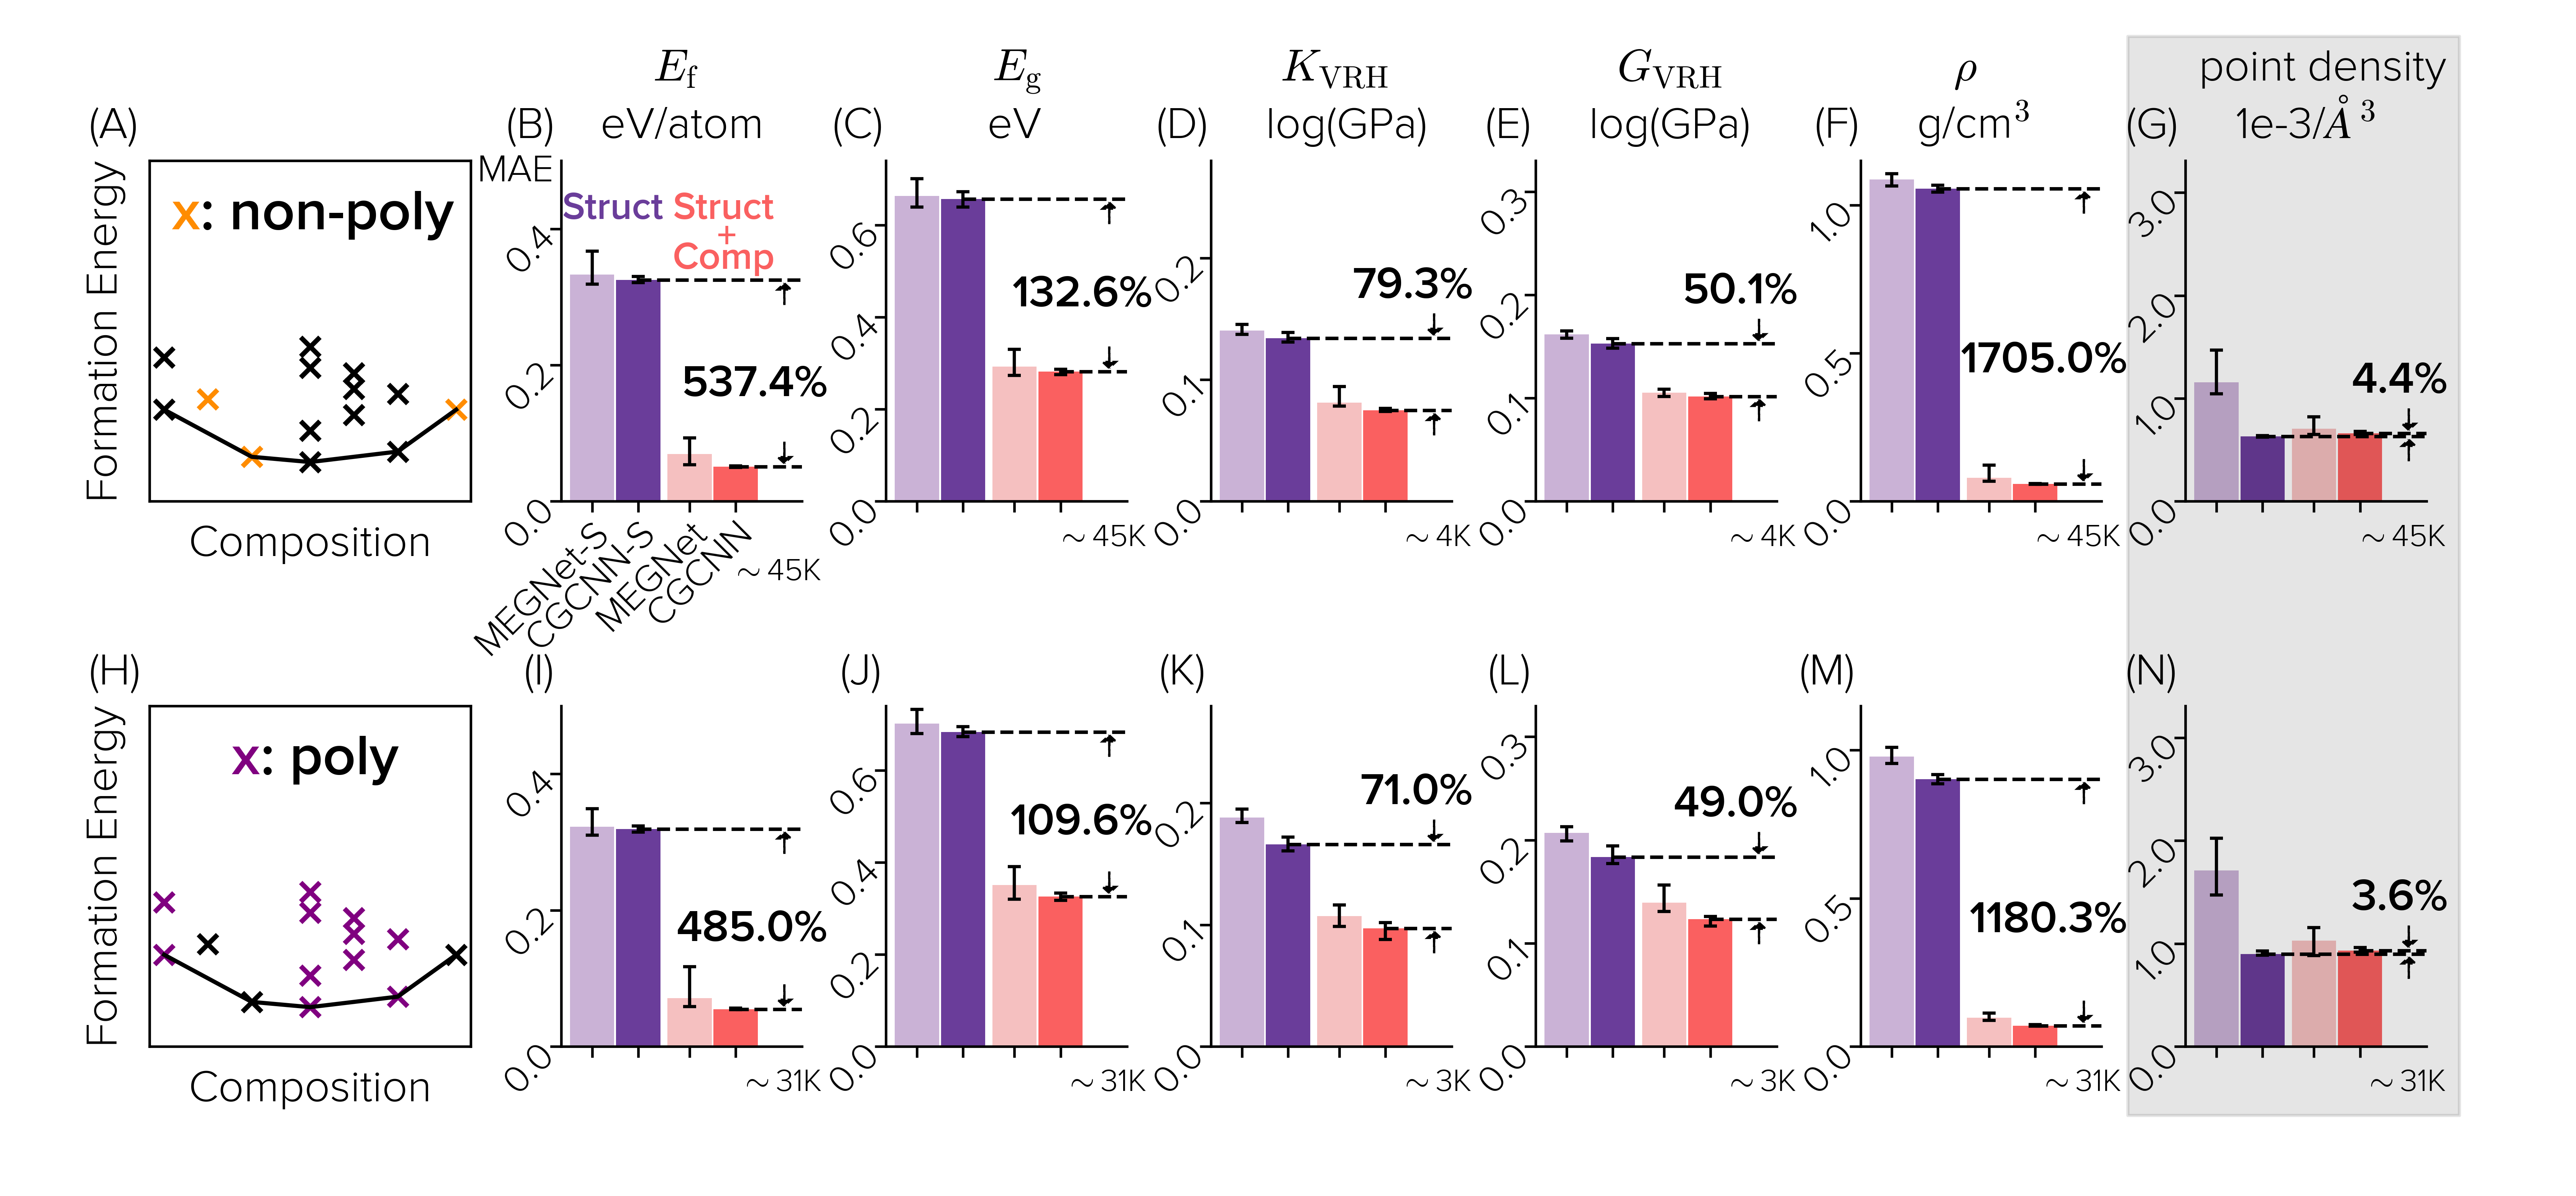 E_f
eV/atom
E_g
eV
K_VRH
log(GPa)
G_VRH
log(GPa)
ρ
g/cm³
point density
1e-3/Å³
(A)
Formation Energy
x: non-poly
Composition
(B)
MAE
Struct
Struct
+
Comp
0.4
0.2
0.0
537.4%
MEGNet-S
CGCNN-S
MEGNet
CGCNN
~ 45K
(C)
0.6
0.4
0.2
0.0
132.6%
~ 45K
(D)
0.2
0.1
0.0
79.3%
~ 4K
(E)
0.3
0.2
0.1
0.0
50.1%
~ 4K
(F)
1.0
0.5
0.0
1705.0%
~ 45K
(G)
3.0
2.0
1.0
0.0
4.4%
~ 45K
(H)
Formation Energy
x: poly
Composition
(I)
0.4
0.2
0.0
485.0%
~ 31K
(J)
0.6
0.4
0.2
0.0
109.6%
~ 31K
(K)
0.2
0.1
0.0
71.0%
~ 3K
(L)
0.3
0.2
0.1
0.0
49.0%
~ 3K
(M)
1.0
0.5
0.0
1180.3%
~ 31K
(N)
3.0
2.0
1.0
0.0
3.6%
~ 31K